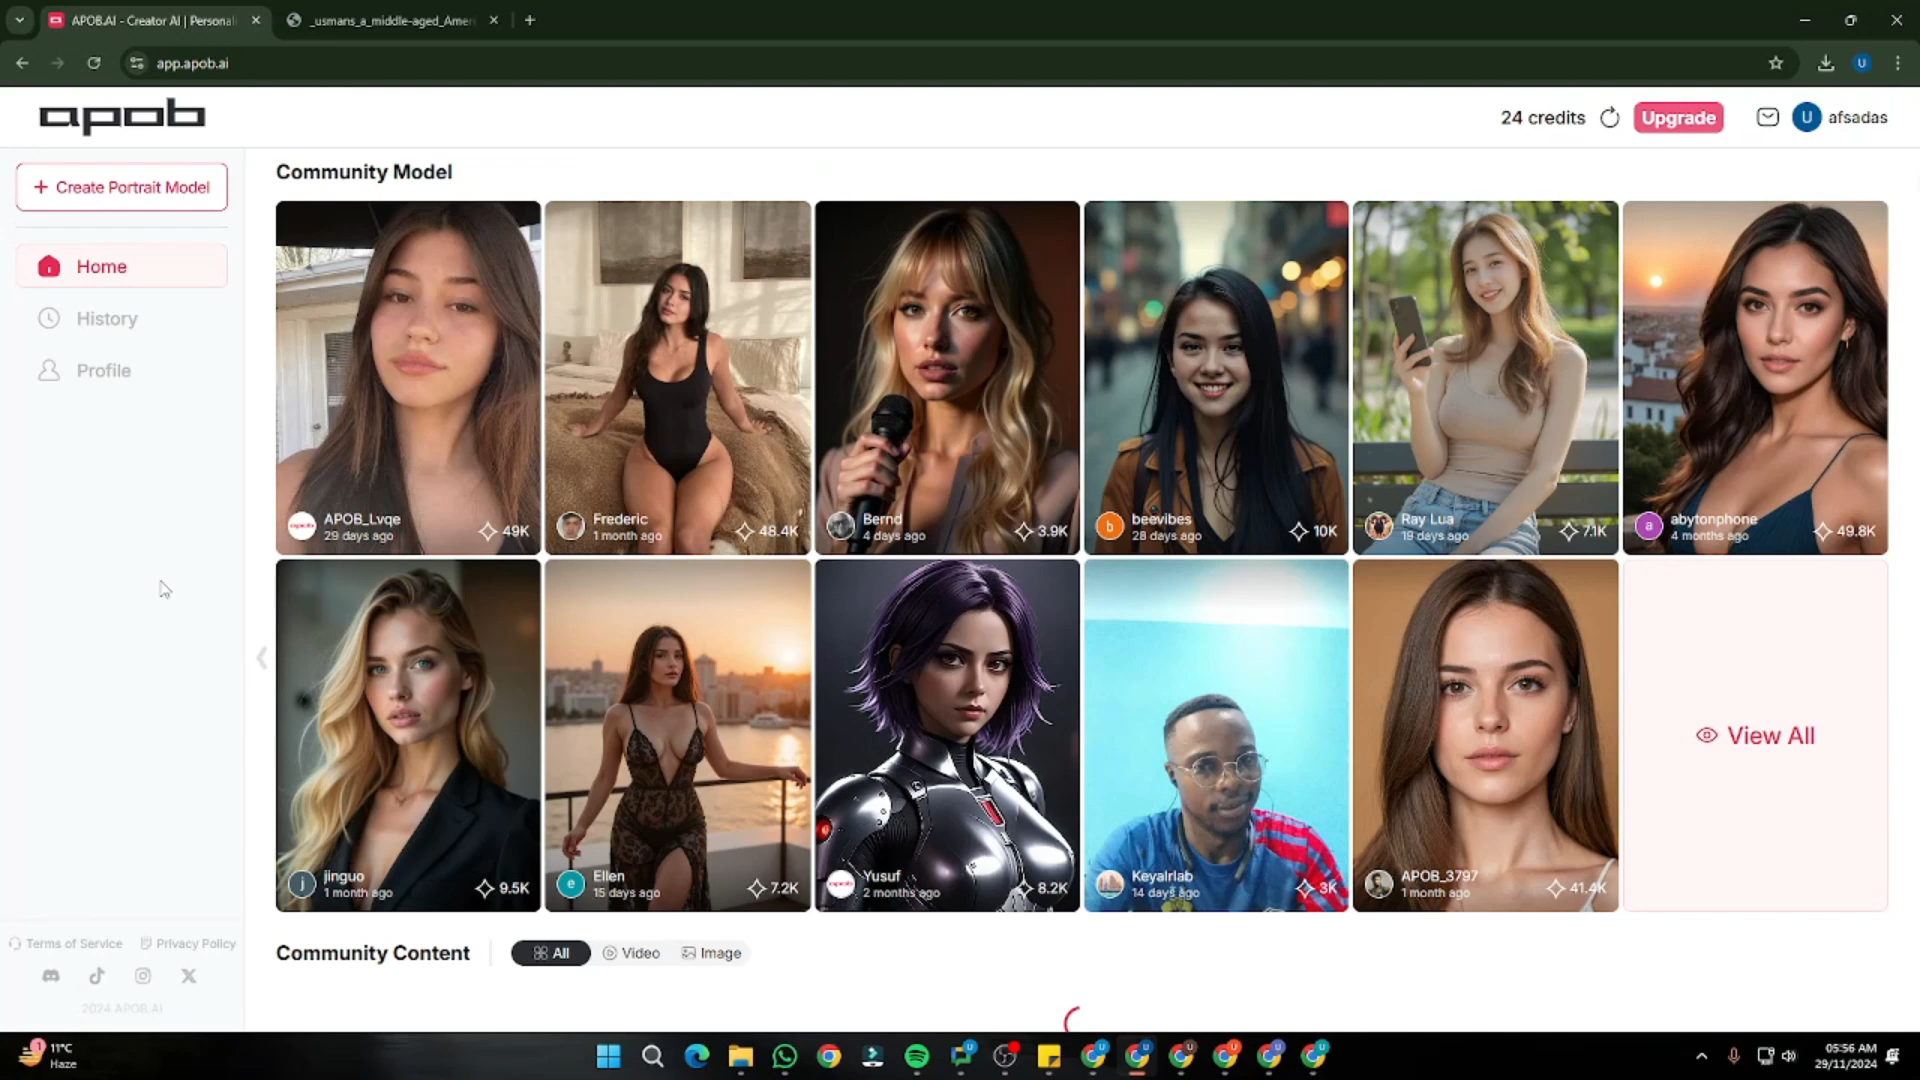 APOB.AI - Creator AI | Personal
_usmans_a_middle-aged_Amer
app.apob.ai
U
apob
24 credits
Upgrade
U
afsadas
+ Create Portrait Model
Home
History
Profile
Community Model
APOB_Lvqe
29 days ago
49K
Frederic
1 month ago
48.4K
Bernd
4 days ago
3.9K
b
beevibes
28 days ago
10K
Ray Lua
19 days ago
7.1K
a
abytonphone
4 months ago
49.8K
j
jinguo
1 month ago
9.5K
e
Ellen
15 days ago
7.2K
Yusuf
2 months ago
8.2K
Keyalrlab
14 days ago
3K
APOB_3797
1 month ago
41.4K
View All
Terms of Service
Privacy Policy
2024 APOB.AI
Community Content
All
Video
Image
1
11°C
Haze
05:56 AM
29/11/2024